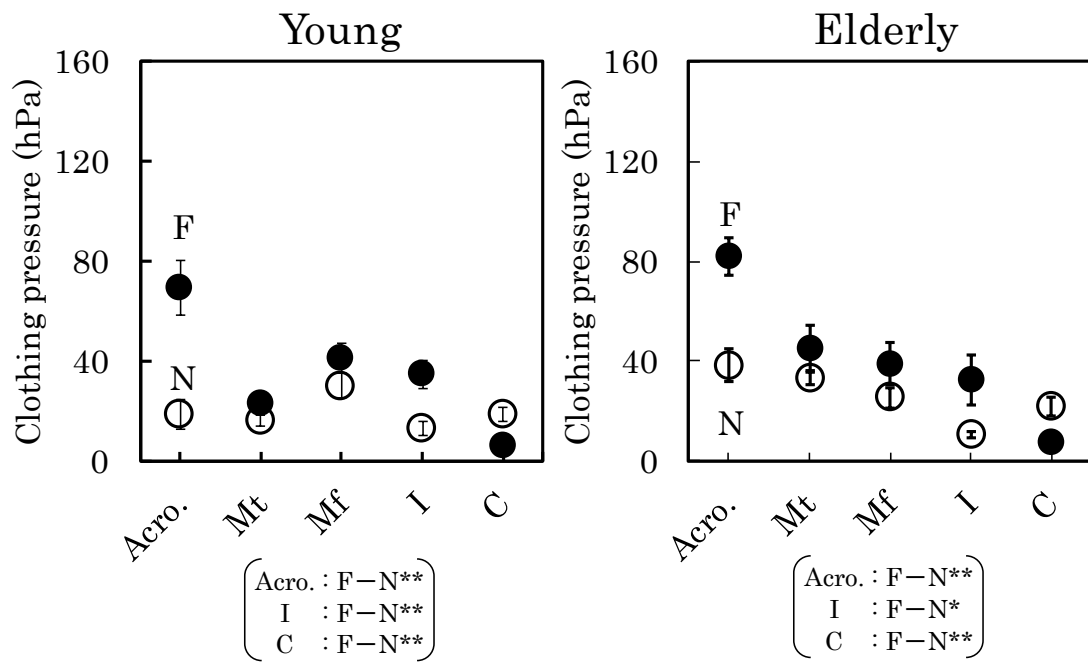 Young
Clothing pressure (hPa)
160
120
80
40
0
F
N
Acro.
Mt
Mf
I
C
Acro. : F−N**
I : F−N**
C : F−N**
Elderly
Clothing pressure (hPa)
160
120
80
40
0
F
N
Acro.
Mt
Mf
I
C
Acro. : F−N**
I : F−N*
C : F−N**